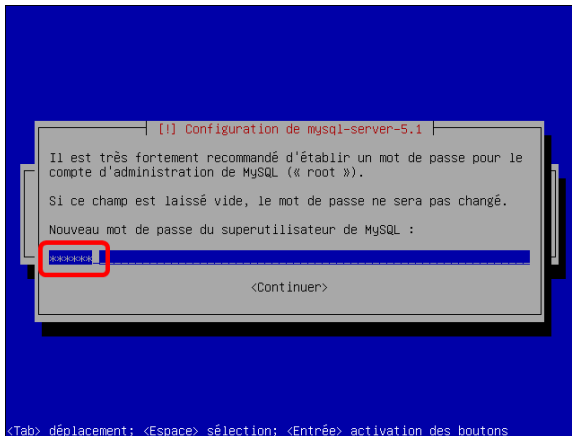 [!] Configuration de mysql-server-5.1
Il est très fortement recommandé d'établir un mot de passe pour le
compte d'administration de MySQL (« root »).
Si ce champ est laissé vide, le mot de passe ne sera pas changé.
Nouveau mot de passe du superutilisateur de MySQL :
******
<Continuer>
<Tab> déplacement; <Espace> sélection; <Entrée> activation des boutons